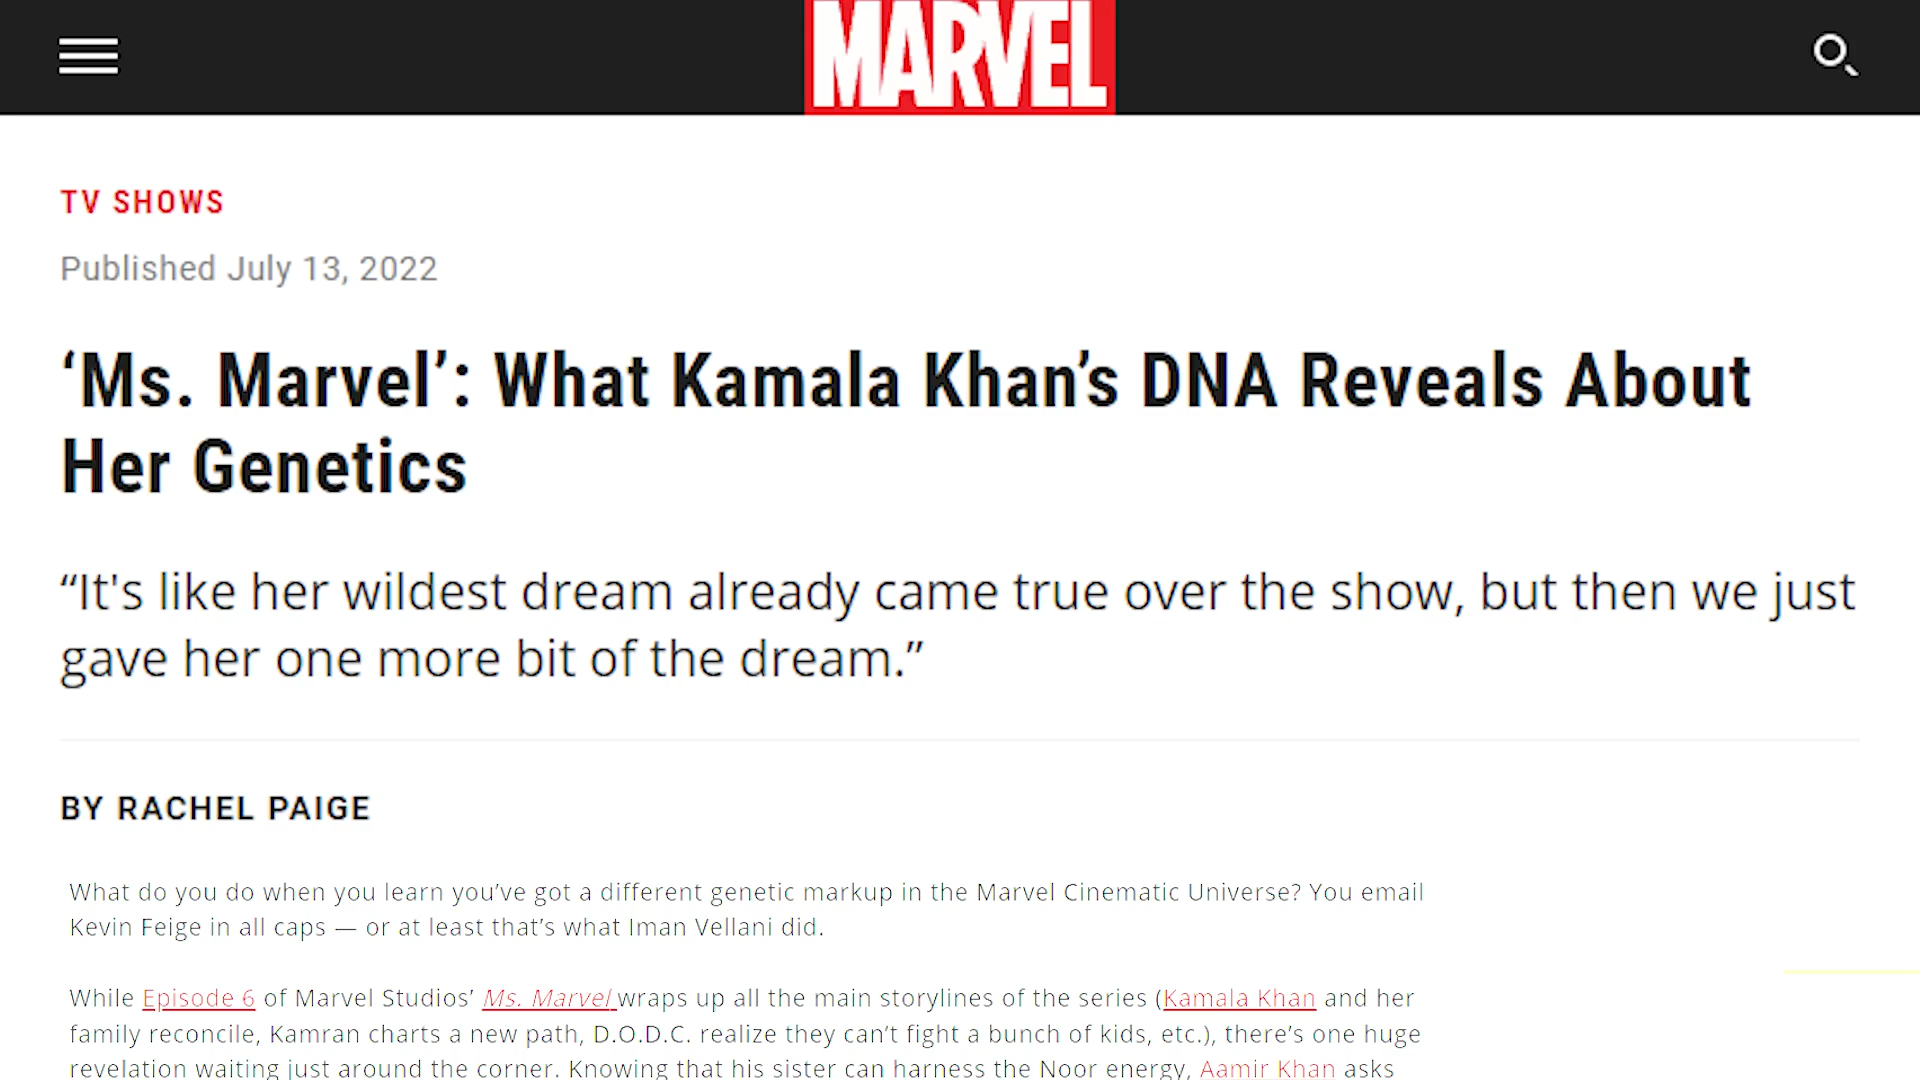 MARVEL
TV SHOWS
Published July 13, 2022
‘Ms. Marvel’: What Kamala Khan’s DNA Reveals About
Her Genetics
“It's like her wildest dream already came true over the show, but then we just
gave her one more bit of the dream.”
BY RACHEL PAIGE
What do you do when you learn you’ve got a different genetic markup in the Marvel Cinematic Universe? You email
Kevin Feige in all caps — or at least that’s what Iman Vellani did.
While Episode 6 of Marvel Studios’ Ms. Marvel wraps up all the main storylines of the series (Kamala Khan and her
family reconcile, Kamran charts a new path, D.O.D.C. realize they can’t fight a bunch of kids, etc.), there’s one huge
revelation waiting just around the corner. Knowing that his sister can harness the Noor energy, Aamir Khan asks